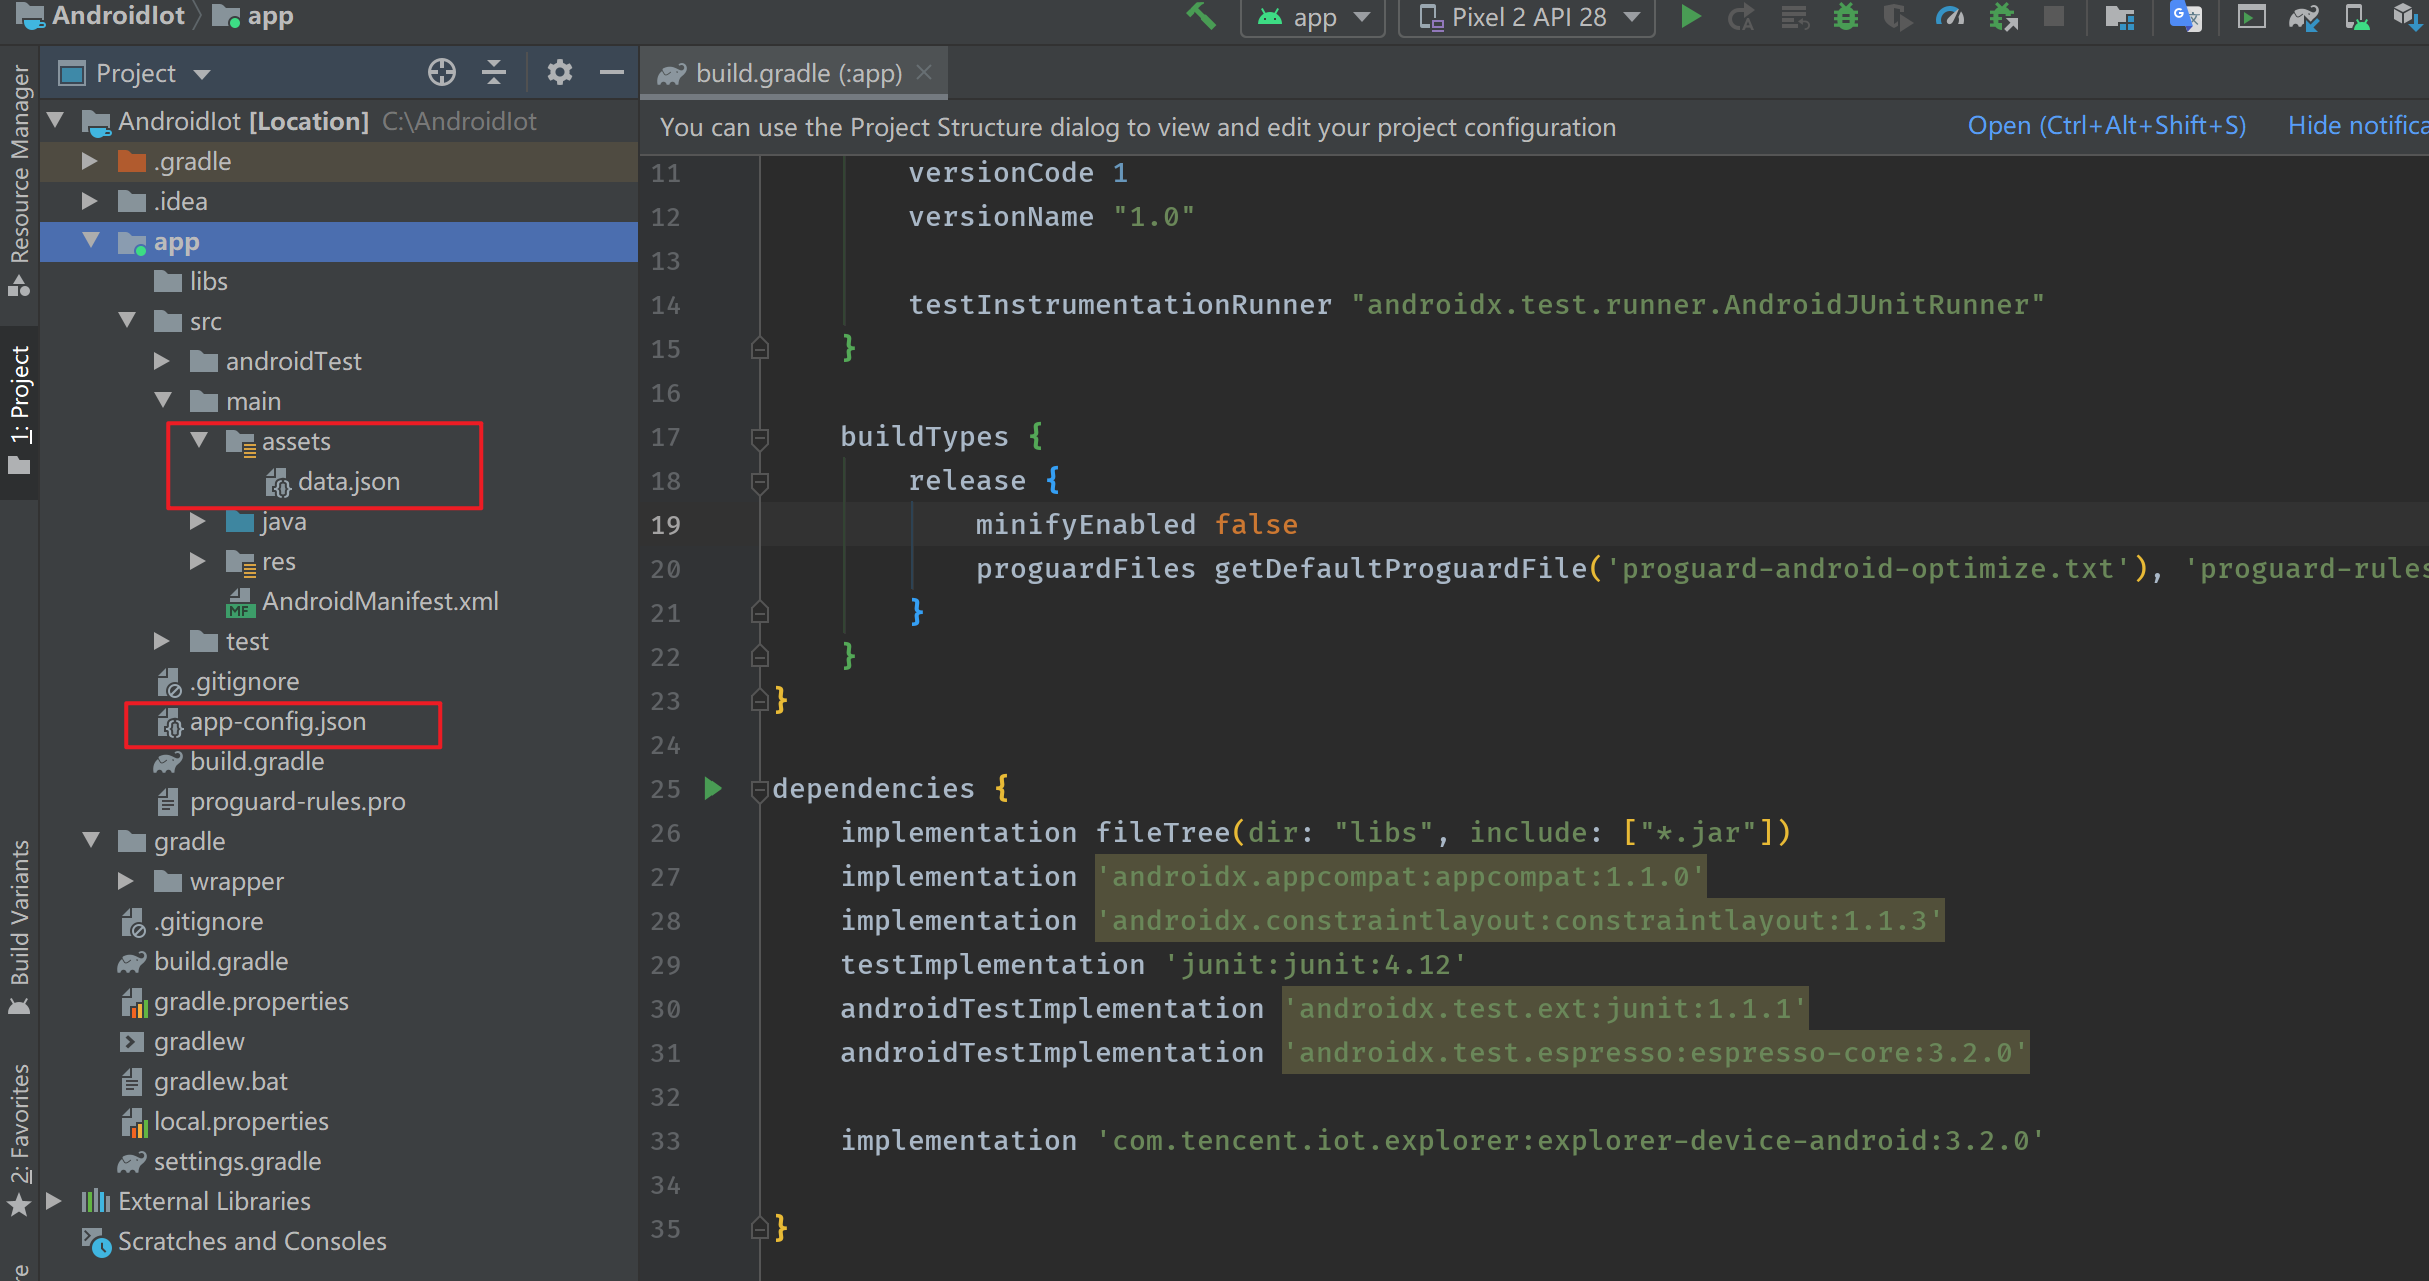 AndroidIot
app
app
Pixel 2 API 28
Project
build.gradle (:app)
You can use the Project Structure dialog to view and edit your project configuration
Open (Ctrl+Alt+Shift+S)
Hide notifica
Resource Manager
1: Project
Build Variants
2: Favorites
AndroidIot [Location] C:\AndroidIot
.gradle
.idea
app
libs
src
androidTest
main
assets
data.json
java
res
AndroidManifest.xml
test
.gitignore
app-config.json
build.gradle
proguard-rules.pro
gradle
wrapper
.gitignore
build.gradle
gradle.properties
gradlew
gradlew.bat
local.properties
settings.gradle
External Libraries
Scratches and Consoles
11 versionCode 1
12 versionName "1.0"
13
14 testInstrumentationRunner "androidx.test.runner.AndroidJUnitRunner"
15 }
16
17 buildTypes {
18 release {
19 minifyEnabled false
20 proguardFiles getDefaultProguardFile('proguard-android-optimize.txt'), 'proguard-rules
21 }
22 }
23 }
24
25 dependencies {
26 implementation fileTree(dir: "libs", include: ["*.jar"])
27 implementation 'androidx.appcompat:appcompat:1.1.0'
28 implementation 'androidx.constraintlayout:constraintlayout:1.1.3'
29 testImplementation 'junit:junit:4.12'
30 androidTestImplementation 'androidx.test.ext:junit:1.1.1'
31 androidTestImplementation 'androidx.test.espresso:espresso-core:3.2.0'
32
33 implementation 'com.tencent.iot.explorer:explorer-device-android:3.2.0'
34
35 }